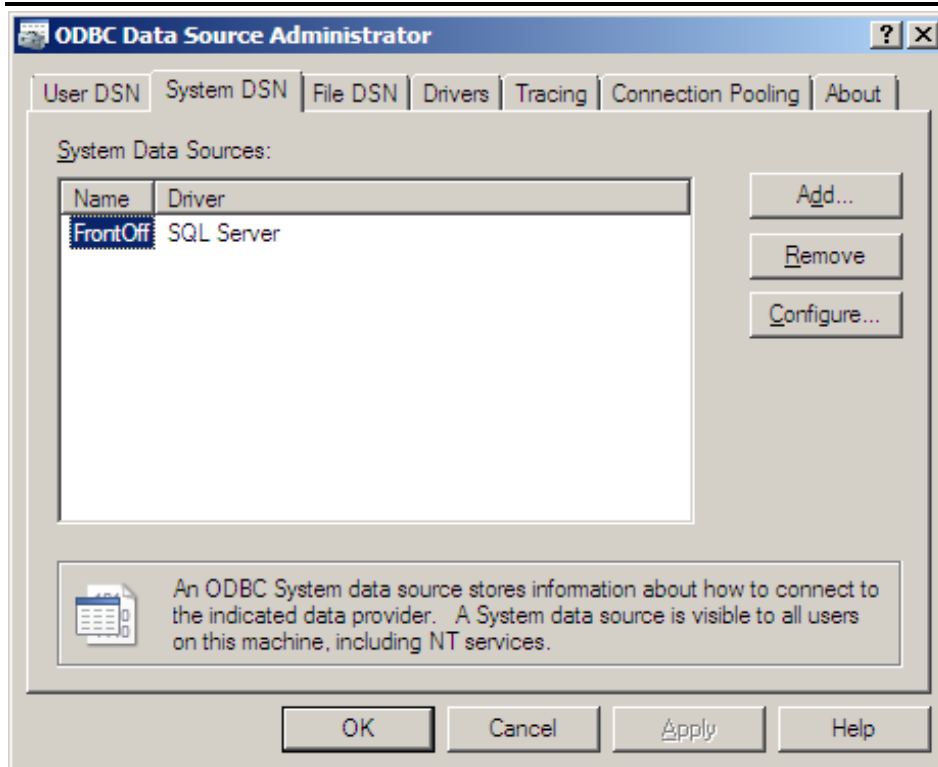 ODBC Data Source Administrator
User DSN System DSN File DSN Drivers Tracing Connection Pooling About
System Data Sources:
Name Driver
FrontOff SQL Server
Add...
Remove
Configure...
An ODBC System data source stores information about how to connect to
the indicated data provider. A System data source is visible to all users
on this machine, including NT services.
OK Cancel Apply Help